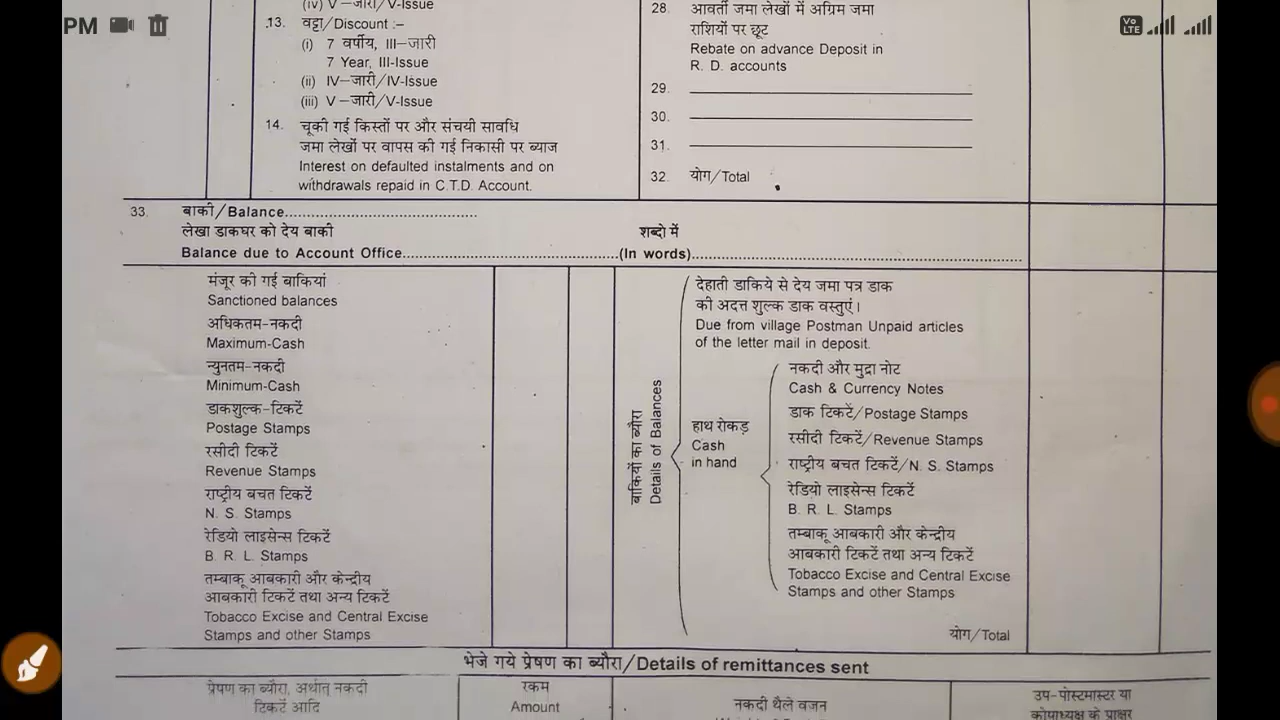 PM
Vo LTE
(iv) V—जारी/V-Issue
13. वट्टा/Discount :–
(i) 7 वर्षीय, III—जारी
7 Year, III-Issue
(ii) IV—जारी/IV-Issue
(iii) V—जारी/V-Issue
14. चूकी गई किस्तों पर और संचयी सावधि
जमा लेखों पर वापस की गई निकासी पर ब्याज
Interest on defaulted instalments and on
withdrawals repaid in C.T.D. Account.
28. आवर्ती जमा लेखों में अग्रिम जमा
राशियों पर छूट
Rebate on advance Deposit in
R. D. accounts
29.
30.
31.
32. योग/Total
33. बाकी/Balance................................................
लेखा डाकघर को देय बाकी शब्दो में
Balance due to Account Office......................................................(In words)..................................................................................
मंजूर की गई बाकियां
Sanctioned balances
अधिकतम-नकदी
Maximum-Cash
न्युनतम-नकदी
Minimum-Cash
डाकशुल्क-टिकटें
Postage Stamps
रसीदी टिकटें
Revenue Stamps
राष्ट्रीय बचत टिकटें
N. S. Stamps
रेडियो लाइसेन्स टिकटें
B. R. L. Stamps
तम्बाकू आबकारी और केन्द्रीय
आबकारी टिकटें तथा अन्य टिकटें
Tobacco Excise and Central Excise
Stamps and other Stamps
बाकियों का ब्यौरा
Details of Balances
देहाती डाकिये से देय जमा पत्र डाक
की अदत्त शुल्क डाक वस्तुएं।
Due from village Postman Unpaid articles
of the letter mail in deposit.
हाथ रोकड़
Cash
in hand
नकदी और मुद्रा नोट
Cash & Currency Notes
डाक टिकटें/Postage Stamps
रसीदी टिकटें/Revenue Stamps
राष्ट्रीय बचत टिकटें/N. S. Stamps
रेडियो लाइसेन्स टिकटें
B. R. L. Stamps
तम्बाकू आबकारी और केन्द्रीय
आबकारी टिकटें तथा अन्य टिकटें
Tobacco Excise and Central Excise
Stamps and other Stamps
योग/Total
भेजे गये प्रेषण का ब्यौरा/Details of remittances sent
प्रेषण का ब्यौरा, अर्थात् नकदी
टिकटें आदि
रकम
Amount
नकदी थैले वजन
उप-पोस्टमास्टर या
कोषाध्यक्ष के